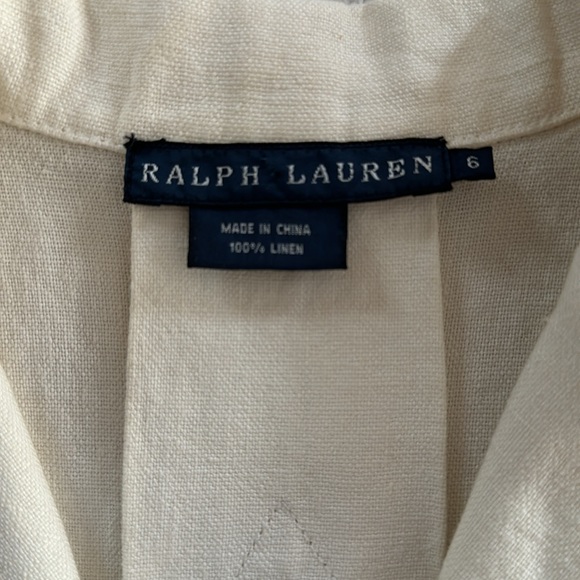 RALPH LAUREN
6
MADE IN CHINA
100% LINEN